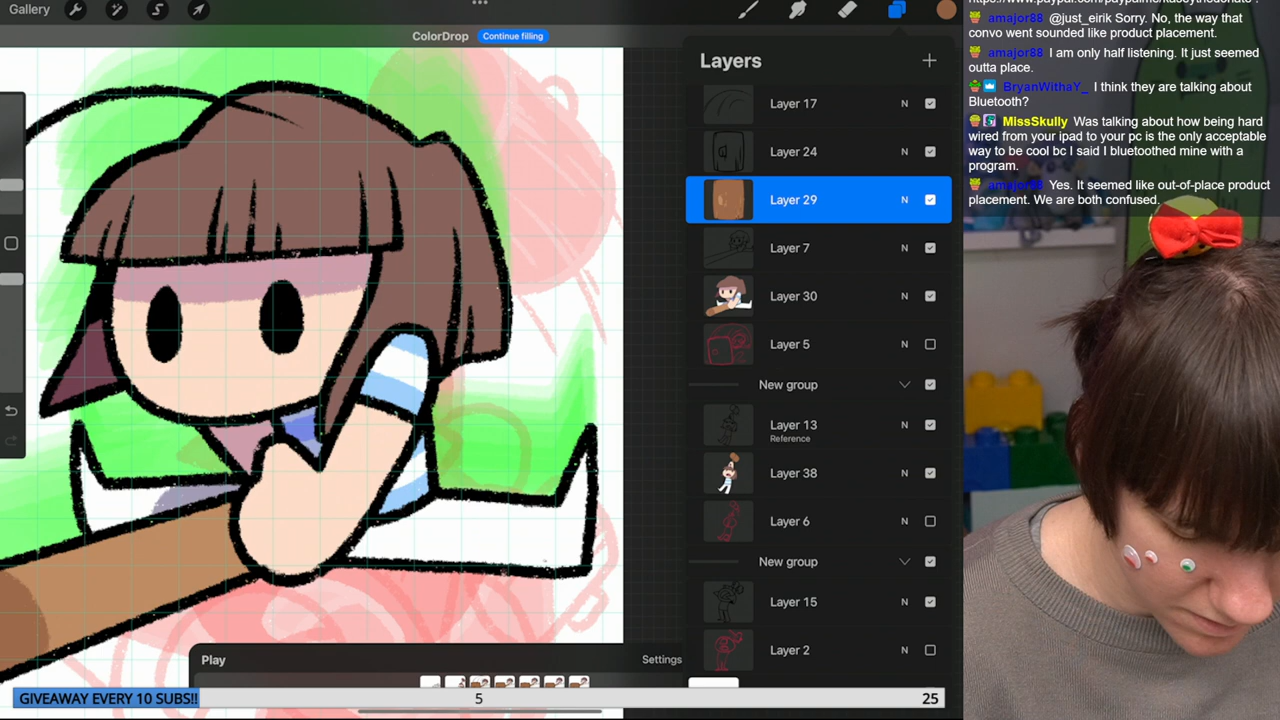 Gallery
ColorDrop
Continue filling
Layers
Layer 17
N
Layer 24
N
Layer 29
N
Layer 7
N
Layer 30
N
Layer 5
N
New group
Layer 13
Reference
N
Layer 38
N
Layer 6
N
New group
Layer 15
N
Layer 2
N
Play
Settings
GIVEAWAY EVERY 10 SUBS!!
5
25
amajor88 @just_eirik Sorry. No, the way that
convo went sounded like product placement.
amajor88 I am only half listening. It just seemed
outta place.
BryanWithaY_ I think they are talking about
Bluetooth?
MissSkully Was talking about how being hard
wired from your ipad to your pc is the only acceptable
way to be cool bc I said I bluetoothed mine with a
program.
amajor88 Yes. It seemed like out-of-place product
placement. We are both confused.